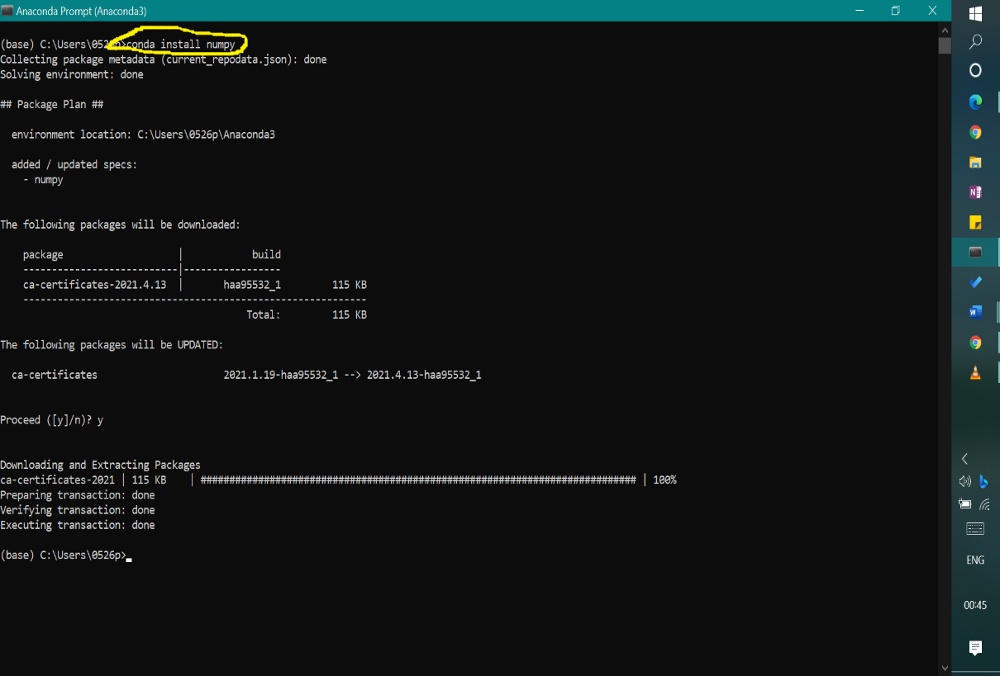 Anaconda Prompt (Anaconda3)
(base) C:\Users\0526p>conda install numpy
Collecting package metadata (current_repodata.json): done
Solving environment: done
## Package Plan ##
environment location: C:\Users\0526p\Anaconda3
added / updated specs:
- numpy
The following packages will be downloaded:
package | build
---------------------------|-----------------
ca-certificates-2021.4.13 | haa95532_1 115 KB
------------------------------------------------------------
Total: 115 KB
The following packages will be UPDATED:
ca-certificates 2021.1.19-haa95532_1 --> 2021.4.13-haa95532_1
Proceed ([y]/n)? y
Downloading and Extracting Packages
ca-certificates-2021 | 115 KB | ############################################################################ | 100%
Preparing transaction: done
Verifying transaction: done
Executing transaction: done
(base) C:\Users\0526p>
N
W
ENG
00:45